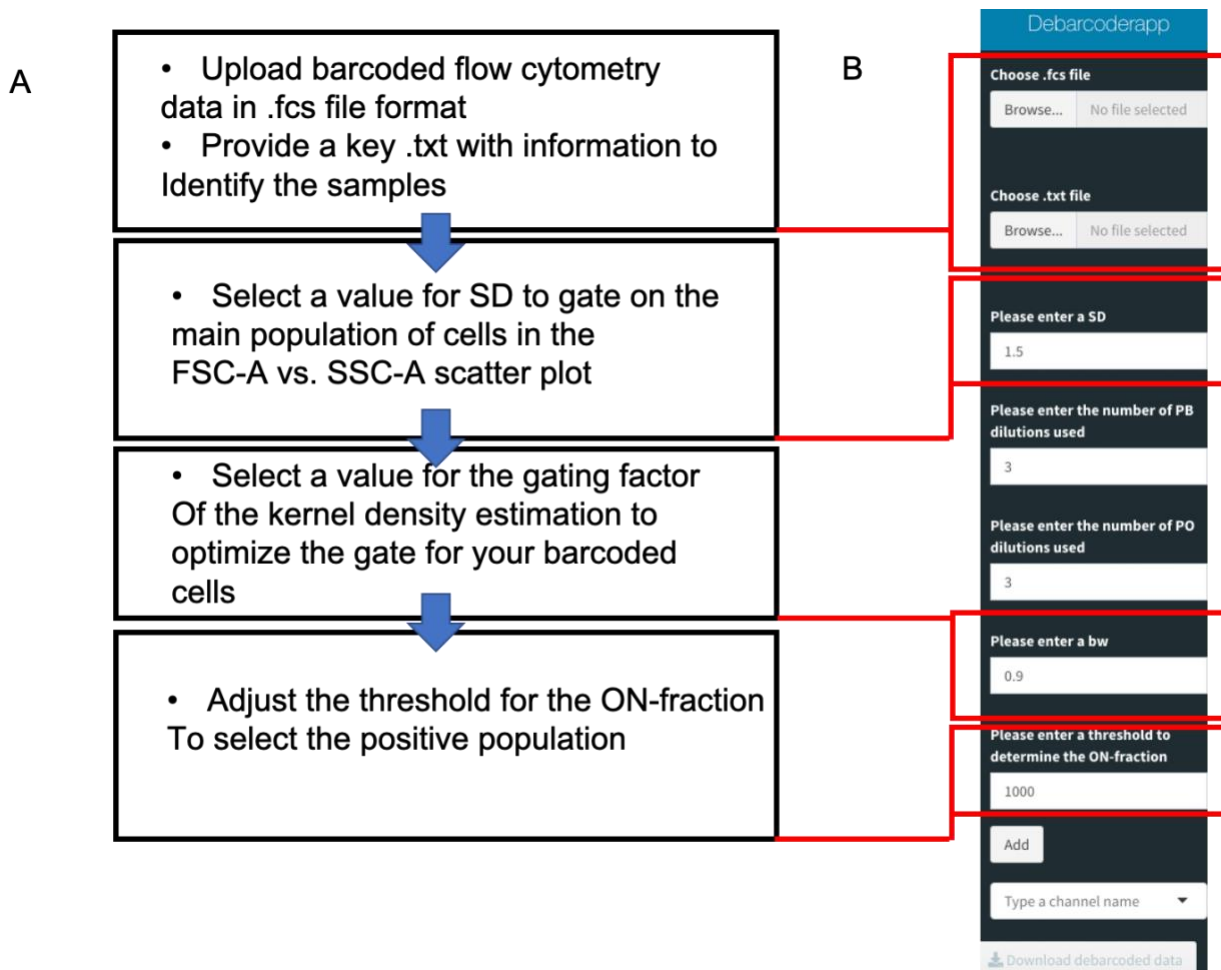 A
• Upload barcoded flow cytometry
data in .fcs file format
• Provide a key .txt with information to
Identify the samples
• Select a value for SD to gate on the
main population of cells in the
FSC-A vs. SSC-A scatter plot
• Select a value for the gating factor
Of the kernel density estimation to
optimize the gate for your barcoded
cells
• Adjust the threshold for the ON-fraction
To select the positive population
B
Debarcoderapp
Choose .fcs file
Browse... No file selected
Choose .txt file
Browse... No file selected
Please enter a SD
1.5
Please enter the number of PB
dilutions used
3
Please enter the number of PO
dilutions used
3
Please enter a bw
0.9
Please enter a threshold to
determine the ON-fraction
1000
Add
Type a channel name
Download debarcoded data